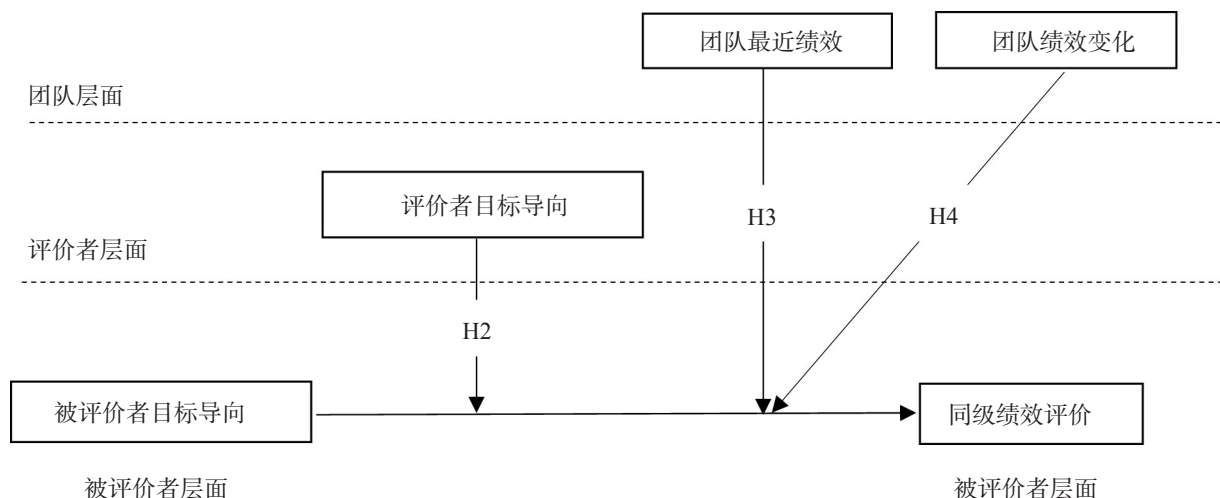 团队最近绩效
团队绩效变化
团队层面
评价者目标导向
H3
H4
评价者层面
H2
被评价者目标导向
同级绩效评价
被评价者层面
被评价者层面